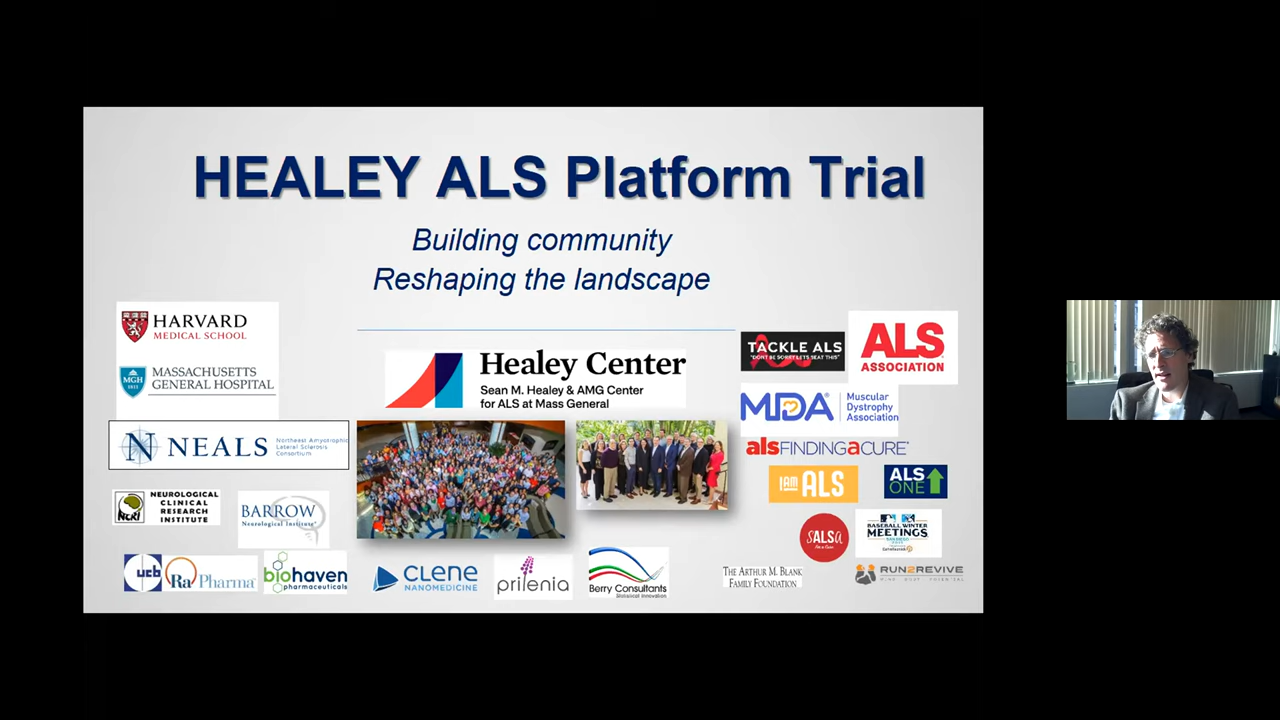 HEALEY ALS Platform Trial
Building community
Reshaping the landscape
HARVARD
MEDICAL SCHOOL
MGH
1811
MASSACHUSETTS
GENERAL HOSPITAL
N NEALS
Northeast Amyotrophic
Lateral Sclerosis
Consortium
Healey Center
Sean M. Healey & AMG Center
for ALS at Mass General
TACKLE ALS
"DON'T BE SORRY LET'S BEAT THIS"
ALS
ASSOCIATION
MDA
Muscular
Dystrophy
Association
alsFINDINGaCURE
I AM ALS
ALS
ONE
NCRI
NEUROLOGICAL
CLINICAL
RESEARCH
INSTITUTE
BARROW
Neurological Institute
SALSA
BASEBALL WINTER
MEETINGS
SAN DIEGO
ucb
Ra Pharma
biohaven
pharmaceuticals
CLENE
NANOMEDICINE
prilenia
Berry Consultants
Statistical Innovation
THE ARTHUR M. BLANK
FAMILY FOUNDATION
RUN2REVIVE